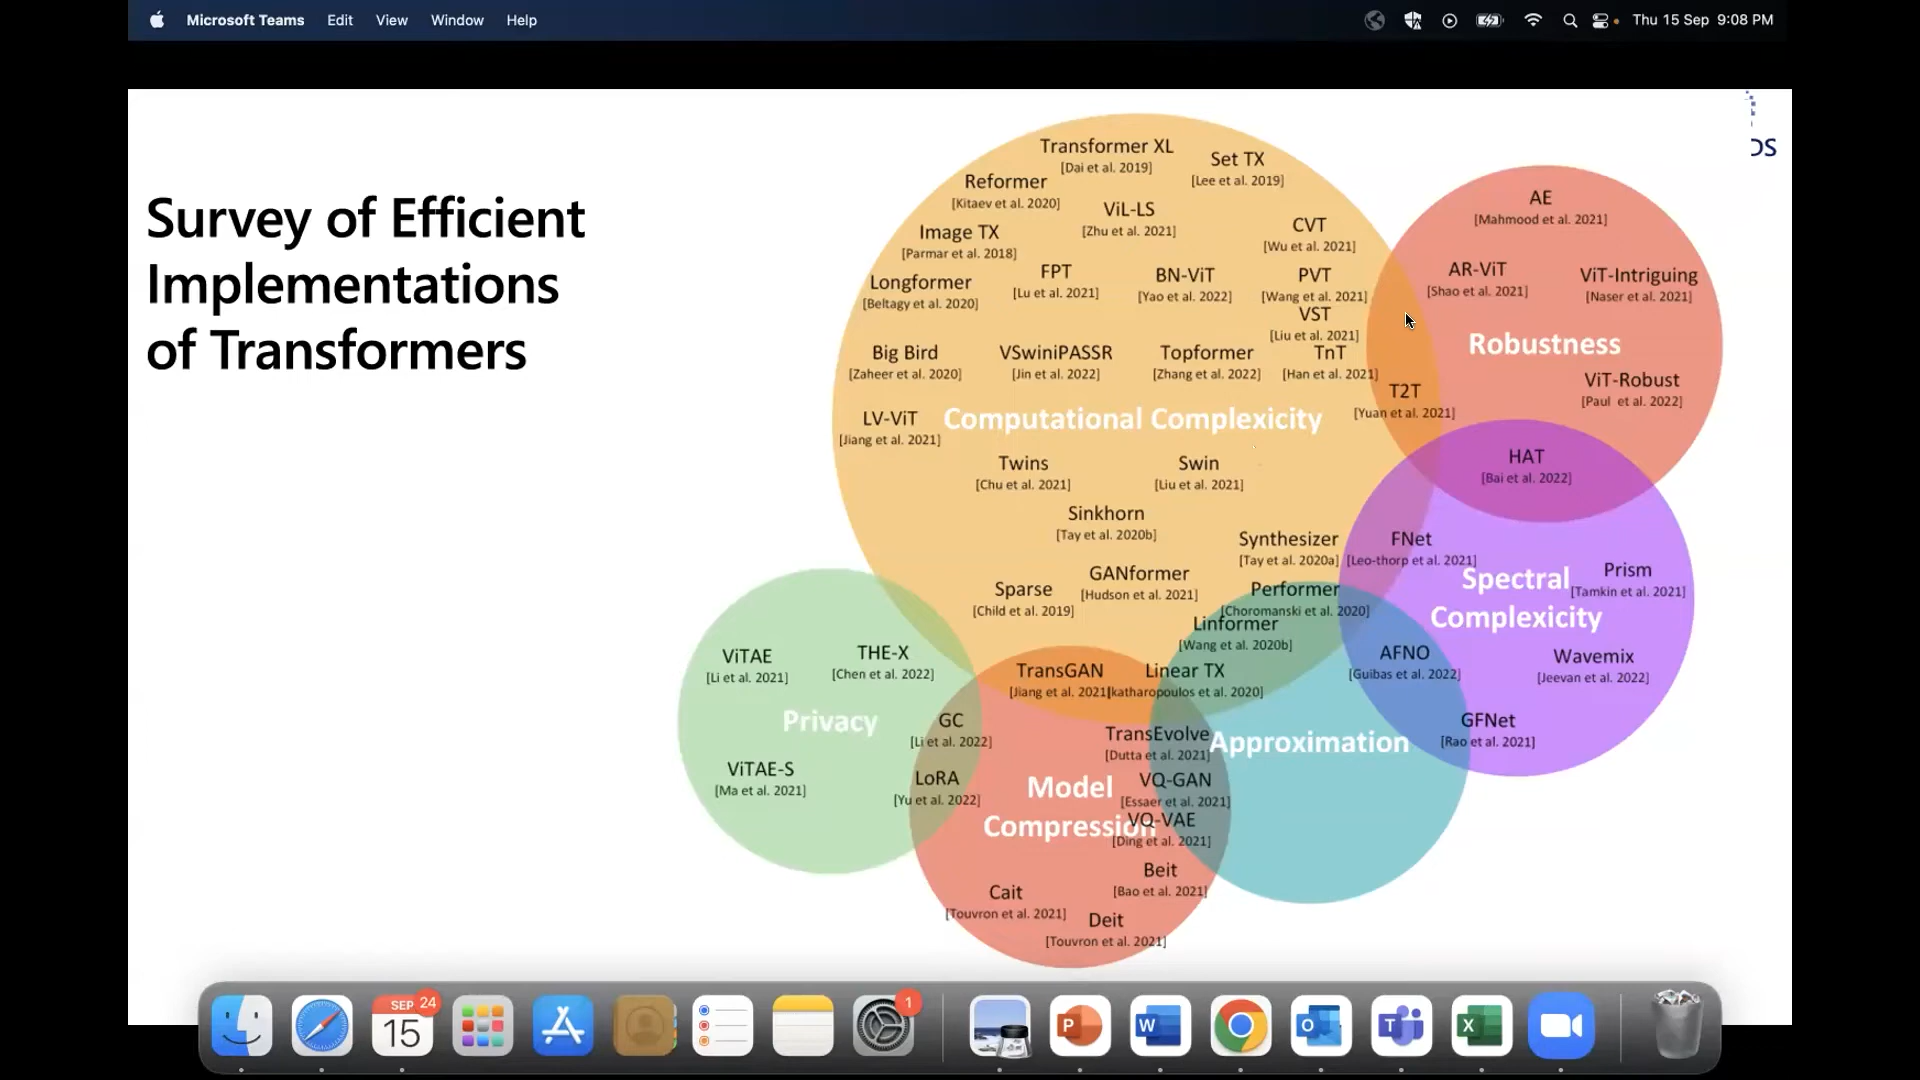 Microsoft Teams Edit View Window Help
Thu 15 Sep 9:08 PM
DS
Survey of Efficient
Implementations
of Transformers
Transformer XL
[Dai et al. 2019]
Set TX
[Lee et al. 2019]
Reformer
[Kitaev et al. 2020]
ViL-LS
[Zhu et al. 2021]
Image TX
[Parmar et al. 2018]
CVT
[Wu et al. 2021]
Longformer
[Beltagy et al. 2020]
FPT
[Lu et al. 2021]
BN-ViT
[Yao et al. 2022]
PVT
[Wang et al. 2021]
VST
[Liu et al. 2021]
Big Bird
[Zaheer et al. 2020]
VSwiniPASSR
[Jin et al. 2022]
Topformer
[Zhang et al. 2022]
TnT
[Han et al. 2021]
T2T
[Yuan et al. 2021]
LV-ViT
[Jiang et al. 2021]
Computational Complexicity
Twins
[Chu et al. 2021]
Swin
[Liu et al. 2021]
Sinkhorn
[Tay et al. 2020b]
Synthesizer
[Tay et al. 2020a]
GANformer
[Hudson et al. 2021]
Sparse
[Child et al. 2019]
Performer
[Choromanski et al. 2020]
Linformer
[Wang et al. 2020b]
TransGAN
[Jiang et al. 2021]
Linear TX
[katharopoulos et al. 2020]
AE
[Mahmood et al. 2021]
AR-ViT
[Shao et al. 2021]
ViT-Intriguing
[Naser et al. 2021]
Robustness
ViT-Robust
[Paul et al. 2022]
HAT
[Bai et al. 2022]
FNet
[Leo-thorp et al. 2021]
Spectral
Complexicity
Prism
[Tamkin et al. 2021]
AFNO
[Guibas et al. 2022]
Wavemix
[Jeevan et al. 2022]
GFNet
[Rao et al. 2021]
Approximation
ViTAE
[Li et al. 2021]
THE-X
[Chen et al. 2022]
Privacy
GC
[Li et al. 2022]
ViTAE-S
[Ma et al. 2021]
LoRA
[Yu et al. 2022]
TransEvolve
[Dutta et al. 2021]
Model
Compression
VQ-GAN
[Essaer et al. 2021]
VQ-VAE
[Ding et al. 2021]
Beit
[Bao et al. 2021]
Cait
[Touvron et al. 2021]
Deit
[Touvron et al. 2021]
SEP 24
15
1
P
W
O
T
X